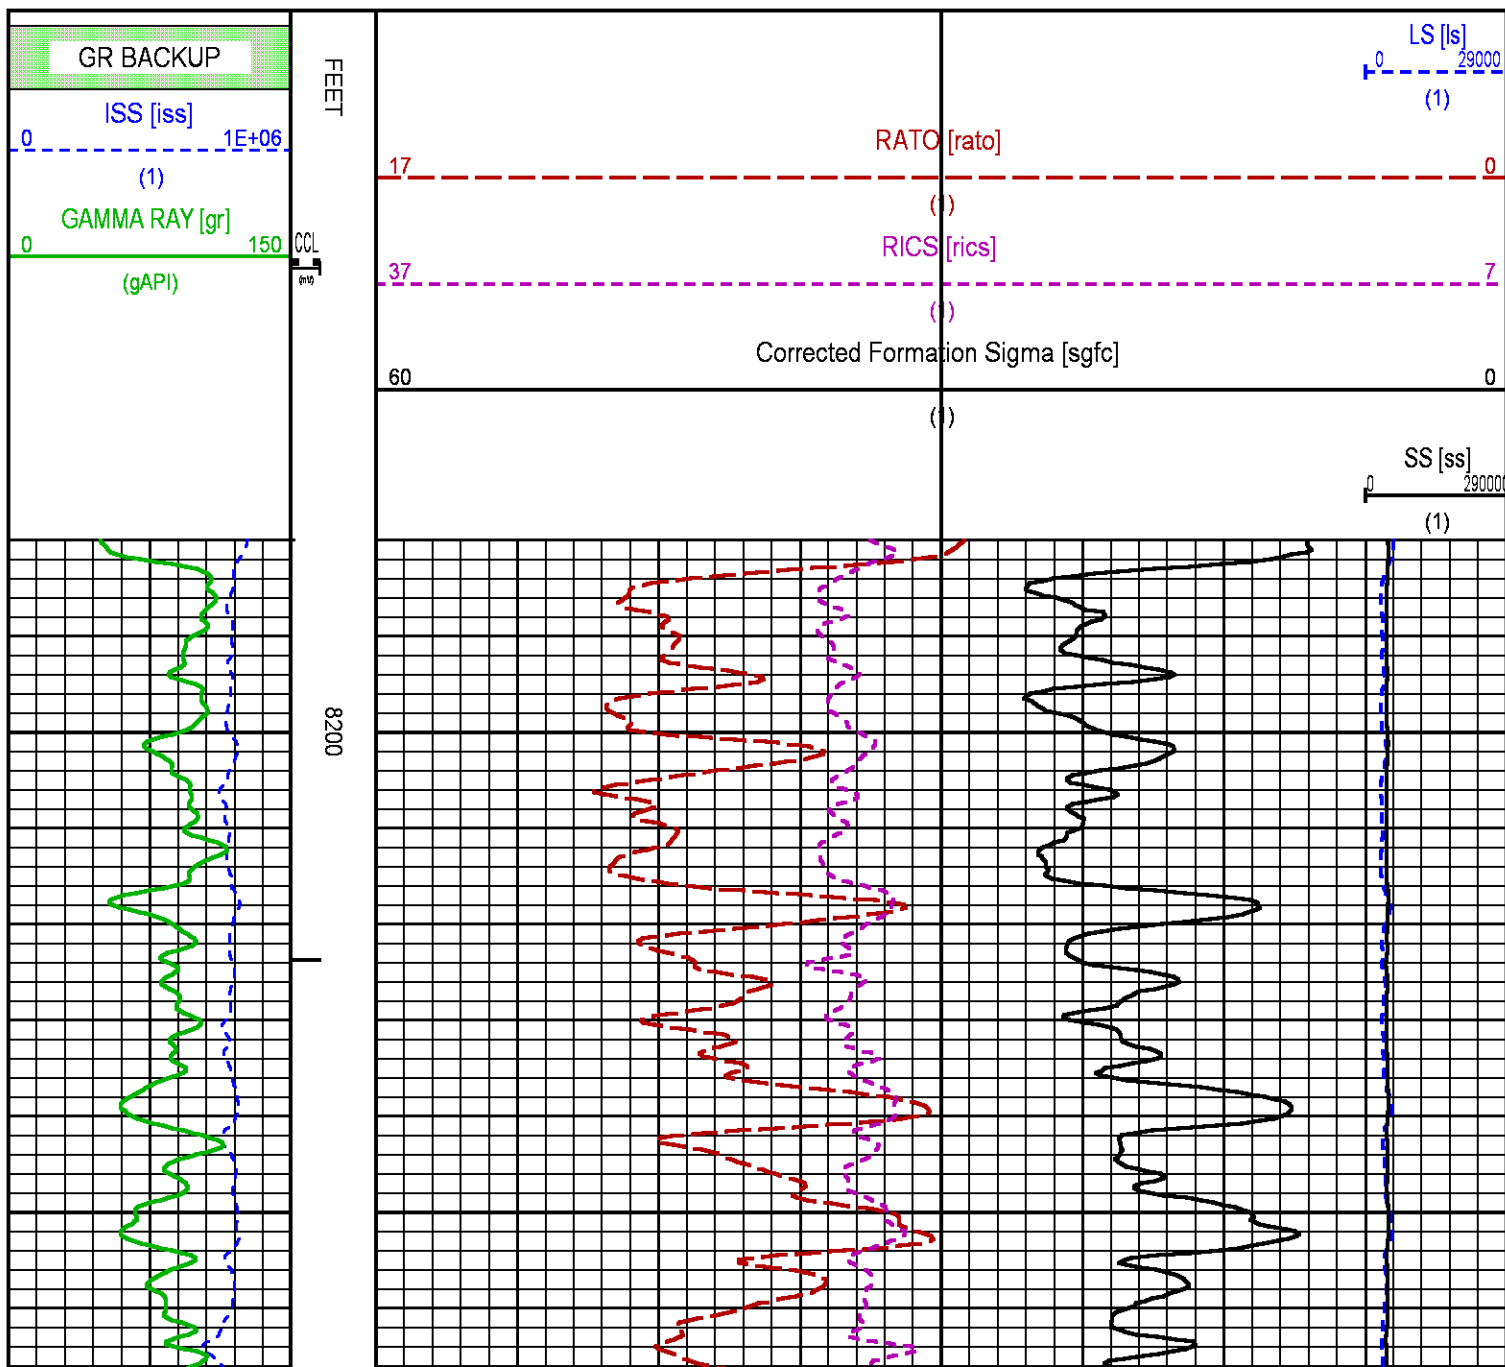 GR BACKUP
ISS [iss]
0 1E+06
(1)
GAMMA RAY [gr]
0 150
(gAPI)
FEET
CCL
LS [ls]
0 29000
(1)
RATO [rato]
17 0
(1)
RICS [rics]
37 7
(1)
Corrected Formation Sigma [sgfc]
60 0
(1)
SS [ss]
0 290000
(1)
8200